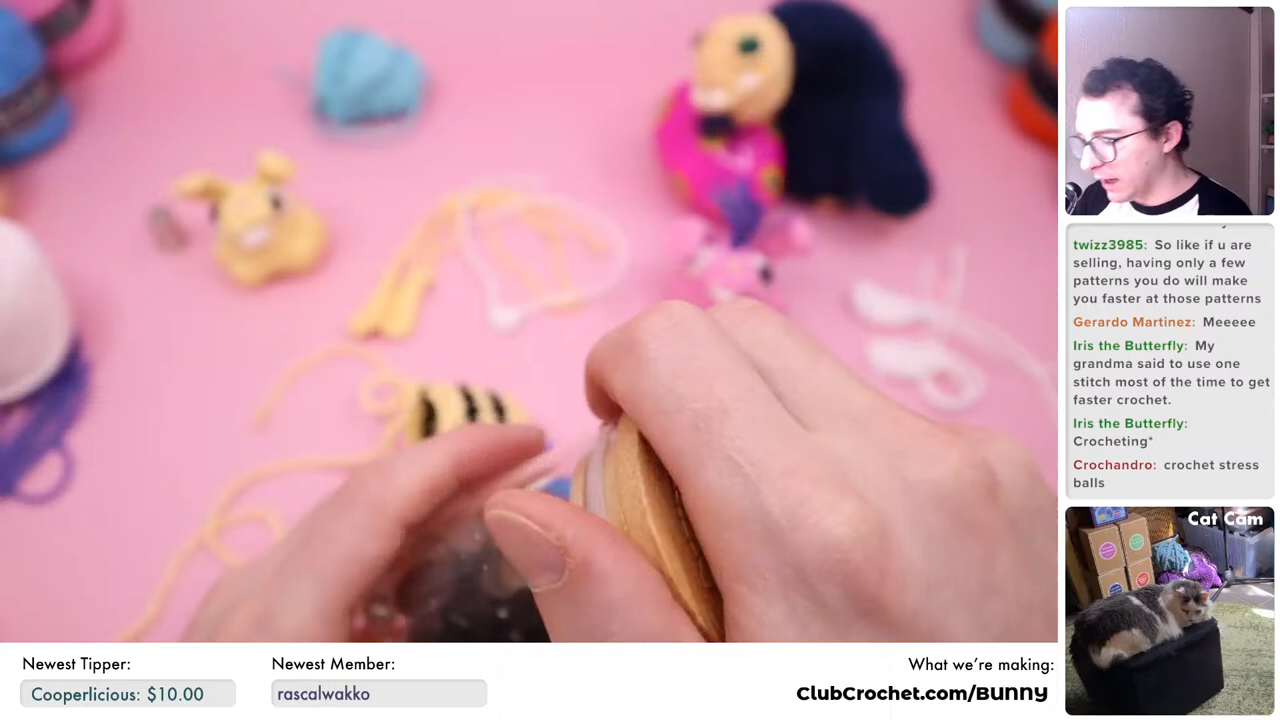 twizz3985: So like if u are
selling, having only a few
patterns you do will make
you faster at those patterns
Gerardo Martinez: Meeeee
Iris the Butterfly: My
grandma said to use one
stitch most of the time to get
faster crochet.
Iris the Butterfly:
Crocheting*
Crochandro: crochet stress
balls
Cat Cam
Newest Tipper:
Cooperlicious: $10.00
Newest Member:
rascalwakko
What we're making:
ClubCrochet.com/BUNNY